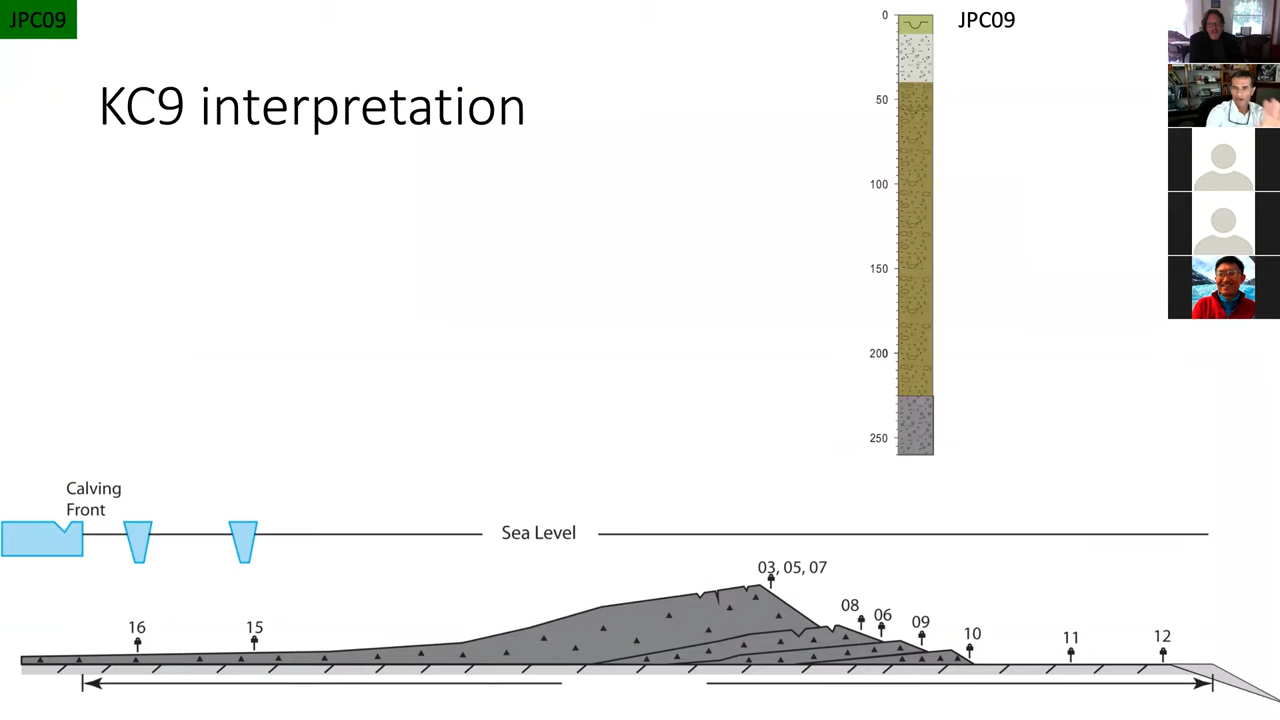 JPC09
KC9 interpretation
JPC09
0
50
100
150
200
250
Calving
Front
Sea Level
03, 05, 07
08
06
09
10
11
12
16
15